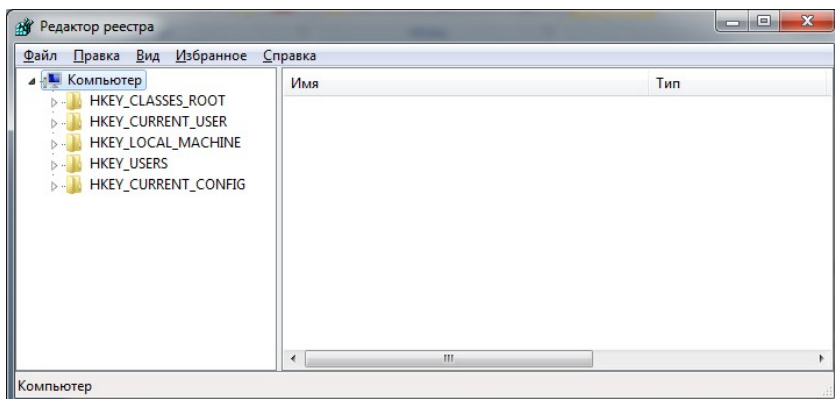 Редактор реестра
Файл Правка Вид Избранное Справка
Компьютер
HKEY_CLASSES_ROOT
HKEY_CURRENT_USER
HKEY_LOCAL_MACHINE
HKEY_USERS
HKEY_CURRENT_CONFIG
Имя Тип
Компьютер